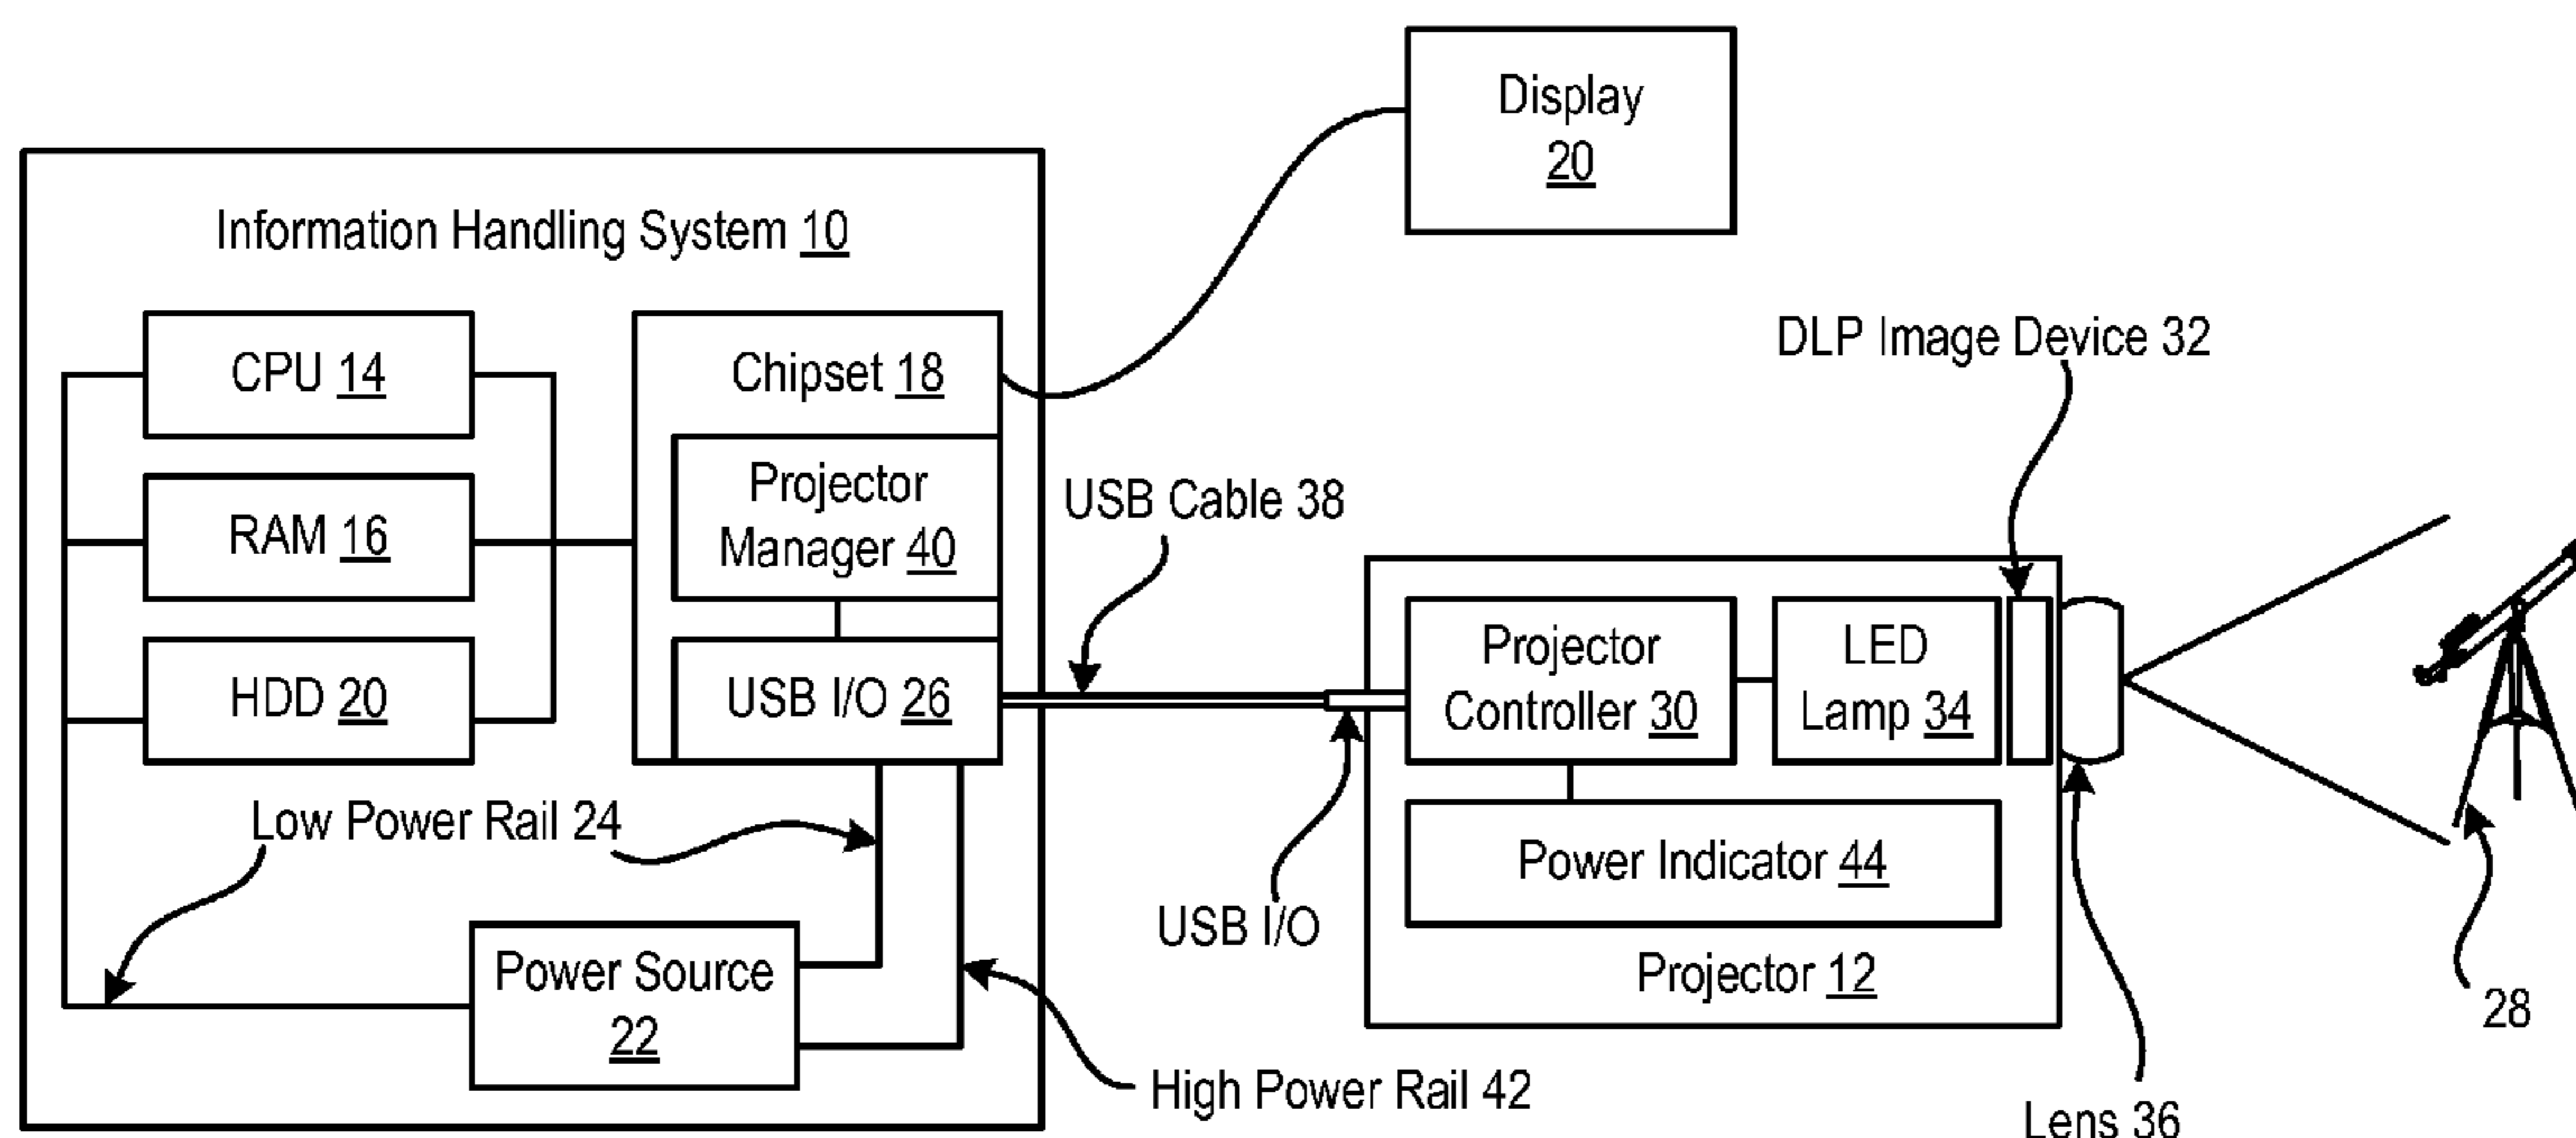 Display
20
Information Handling System 10
CPU 14
RAM 16
HDD 20
Chipset 18
Projector
Manager 40
USB I/O 26
Low Power Rail 24
Power Source
22
USB Cable 38
USB I/O
High Power Rail 42
DLP Image Device 32
Projector
Controller 30
LED
Lamp 34
Power Indicator 44
Projector 12
28
Lens 36